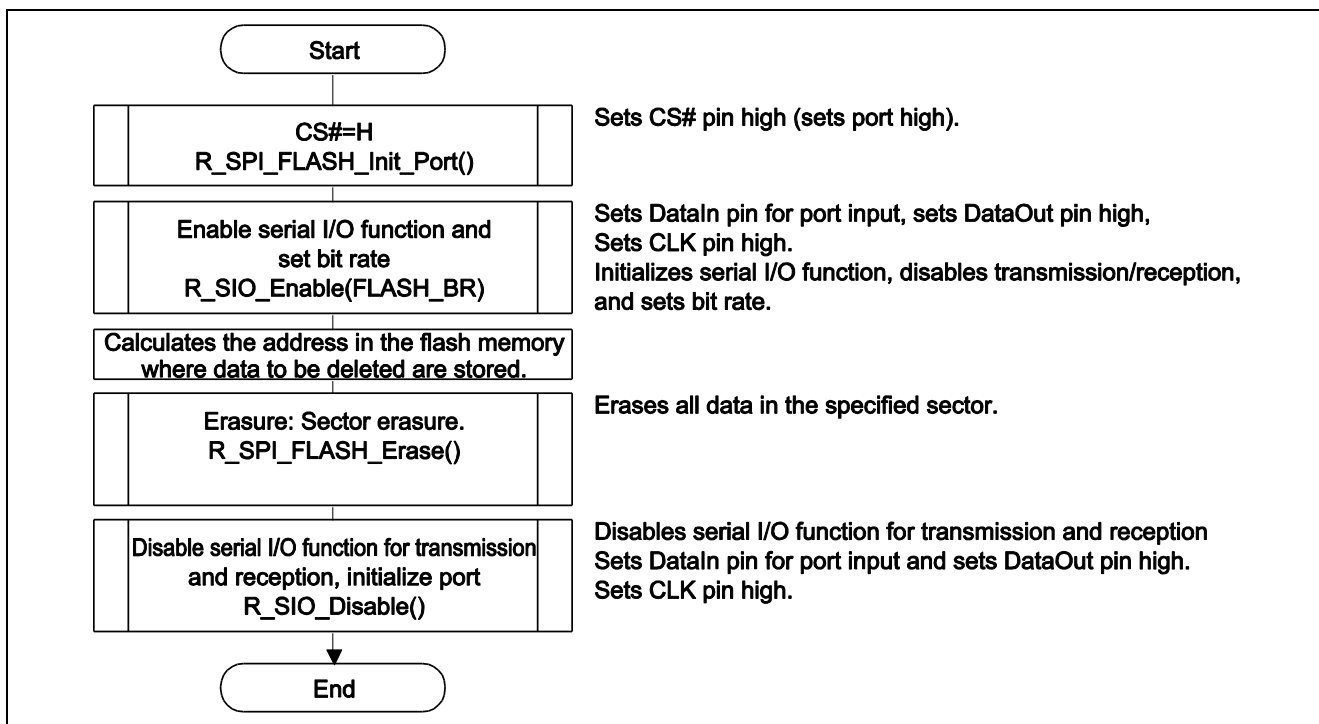 Start
CS#=H
R_SPI_FLASH_Init_Port()
Sets CS# pin high (sets port high).
Enable serial I/O function and
set bit rate
R_SIO_Enable(FLASH_BR)
Sets DataIn pin for port input, sets DataOut pin high,
Sets CLK pin high.
Initializes serial I/O function, disables transmission/reception,
and sets bit rate.
Calculates the address in the flash memory
where data to be deleted are stored.
Erasure: Sector erasure.
R_SPI_FLASH_Erase()
Erases all data in the specified sector.
Disable serial I/O function for transmission
and reception, initialize port
R_SIO_Disable()
Disables serial I/O function for transmission and reception
Sets DataIn pin for port input and sets DataOut pin high.
Sets CLK pin high.
End